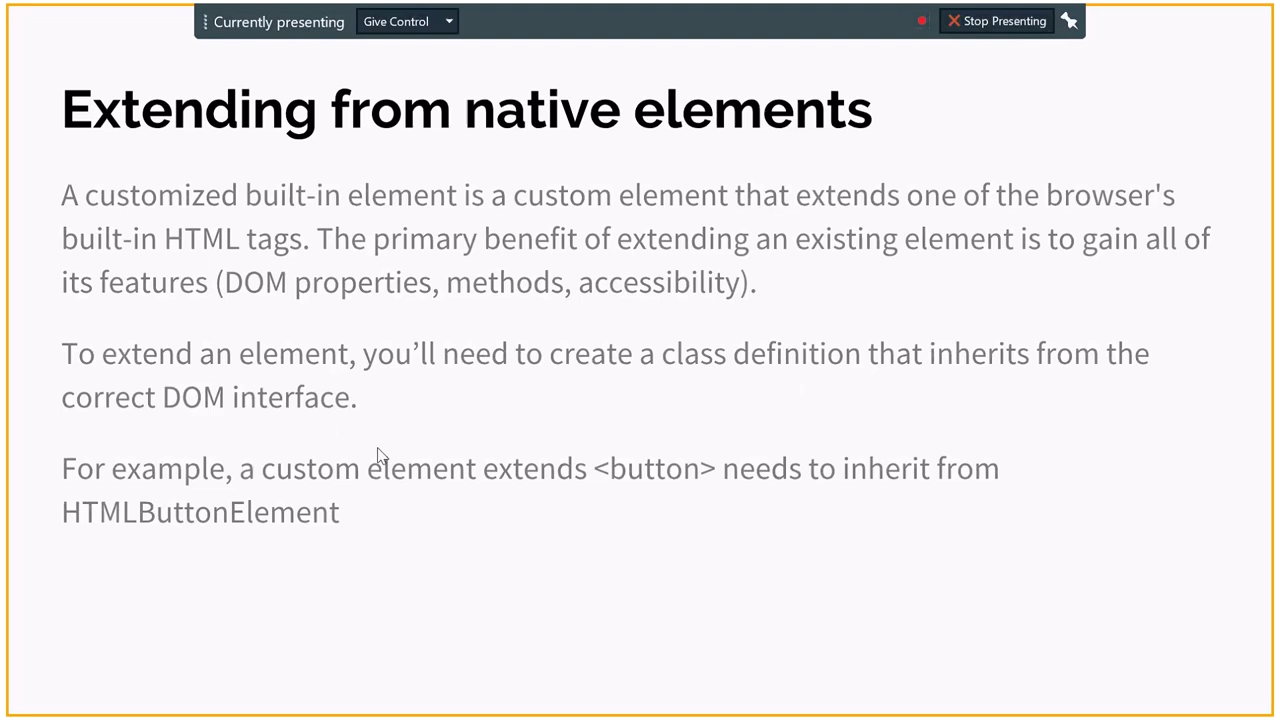 Currently presenting Give Control Stop Presenting
Extending from native elements
A customized built-in element is a custom element that extends one of the browser's
built-in HTML tags. The primary benefit of extending an existing element is to gain all of
its features (DOM properties, methods, accessibility).
To extend an element, you’ll need to create a class definition that inherits from the
correct DOM interface.
For example, a custom element extends <button> needs to inherit from
HTMLButtonElement